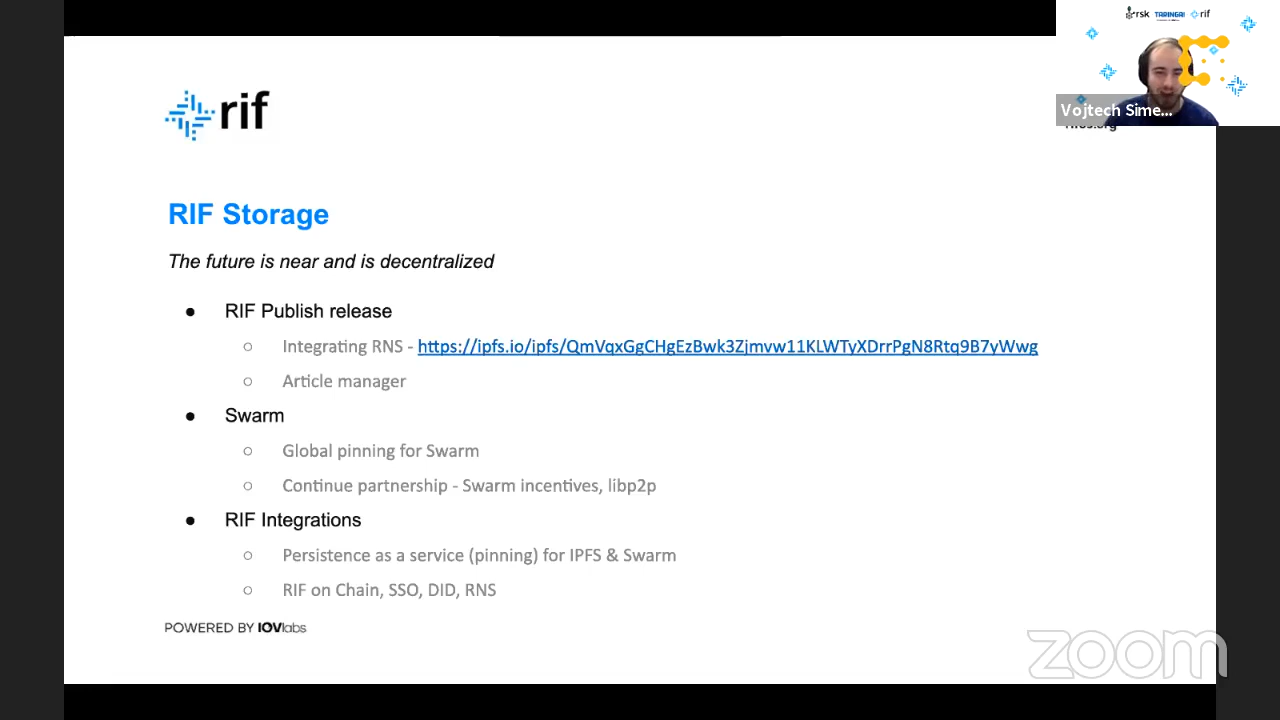 rsk TARINGA! rif
Vojtech Sime...
rif
RIF Storage
The future is near and is decentralized
● RIF Publish release
○ Integrating RNS - https://ipfs.io/ipfs/QmVqxGgCHgEzBwk3Zjmvw11KLWTyXDrrPgN8Rtq9B7yWwg
○ Article manager
● Swarm
○ Global pinning for Swarm
○ Continue partnership - Swarm incentives, libp2p
● RIF Integrations
○ Persistence as a service (pinning) for IPFS & Swarm
○ RIF on Chain, SSO, DID, RNS
POWERED BY IOVlabs
zoom